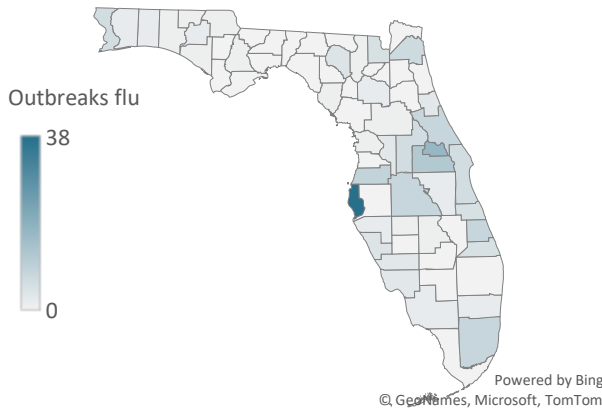 Outbreaks flu
38
0
Powered by Bing
© GeoNames, Microsoft, TomTom